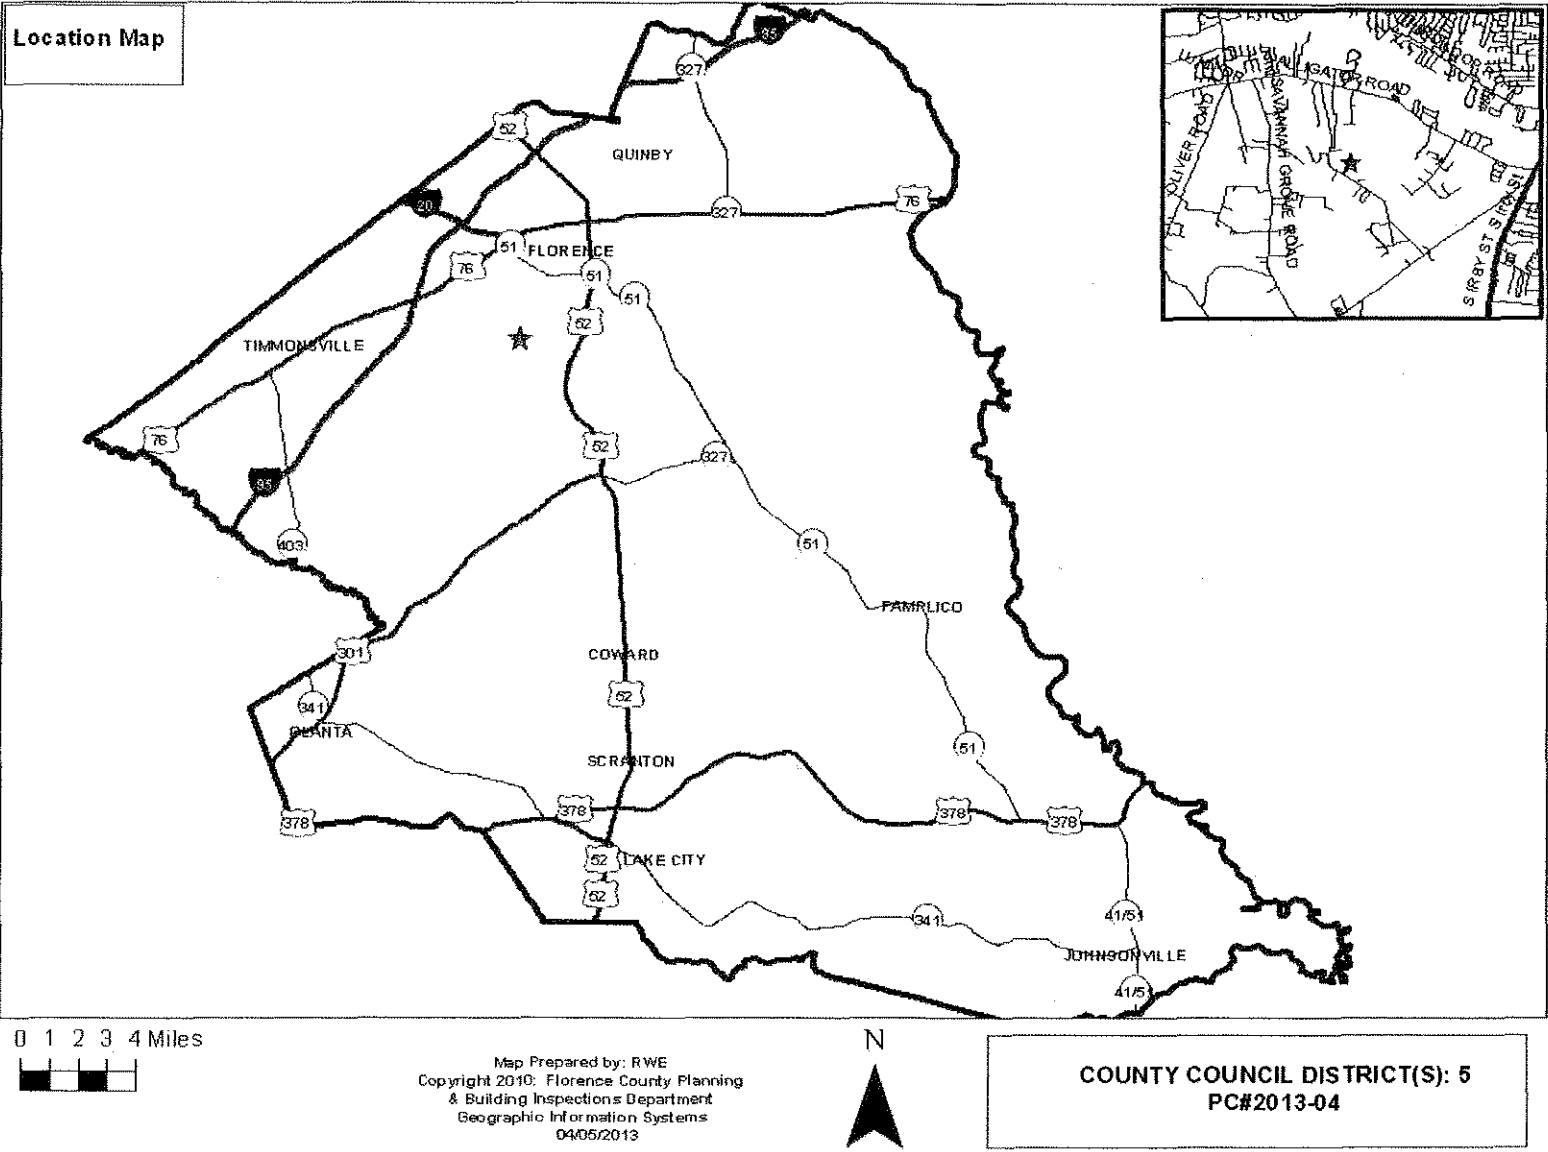 Location Map
95
327
52
QUINBY
20
76
327
51
FLORENCE
76
51
51
52
TIMMONSVILLE
76
52
327
95
403
51
PAMPLICO
301
COWARD
52
341
OLANTA
51
SCRANTON
378
378
378
378
52
LAKE CITY
52
341
41/51
JOHNSONVILLE
41/51
ALLIGATOR ROAD
OLIVER ROAD
SAVANNAH GROVE ROAD
S IRBY ST
0 1 2 3 4 Miles
Map Prepared by: RWE
Copyright 2010: Florence County Planning
& Building Inspections Department
Geographic Information Systems
04/05/2013
N
COUNTY COUNCIL DISTRICT(S): 5
PC#2013-04